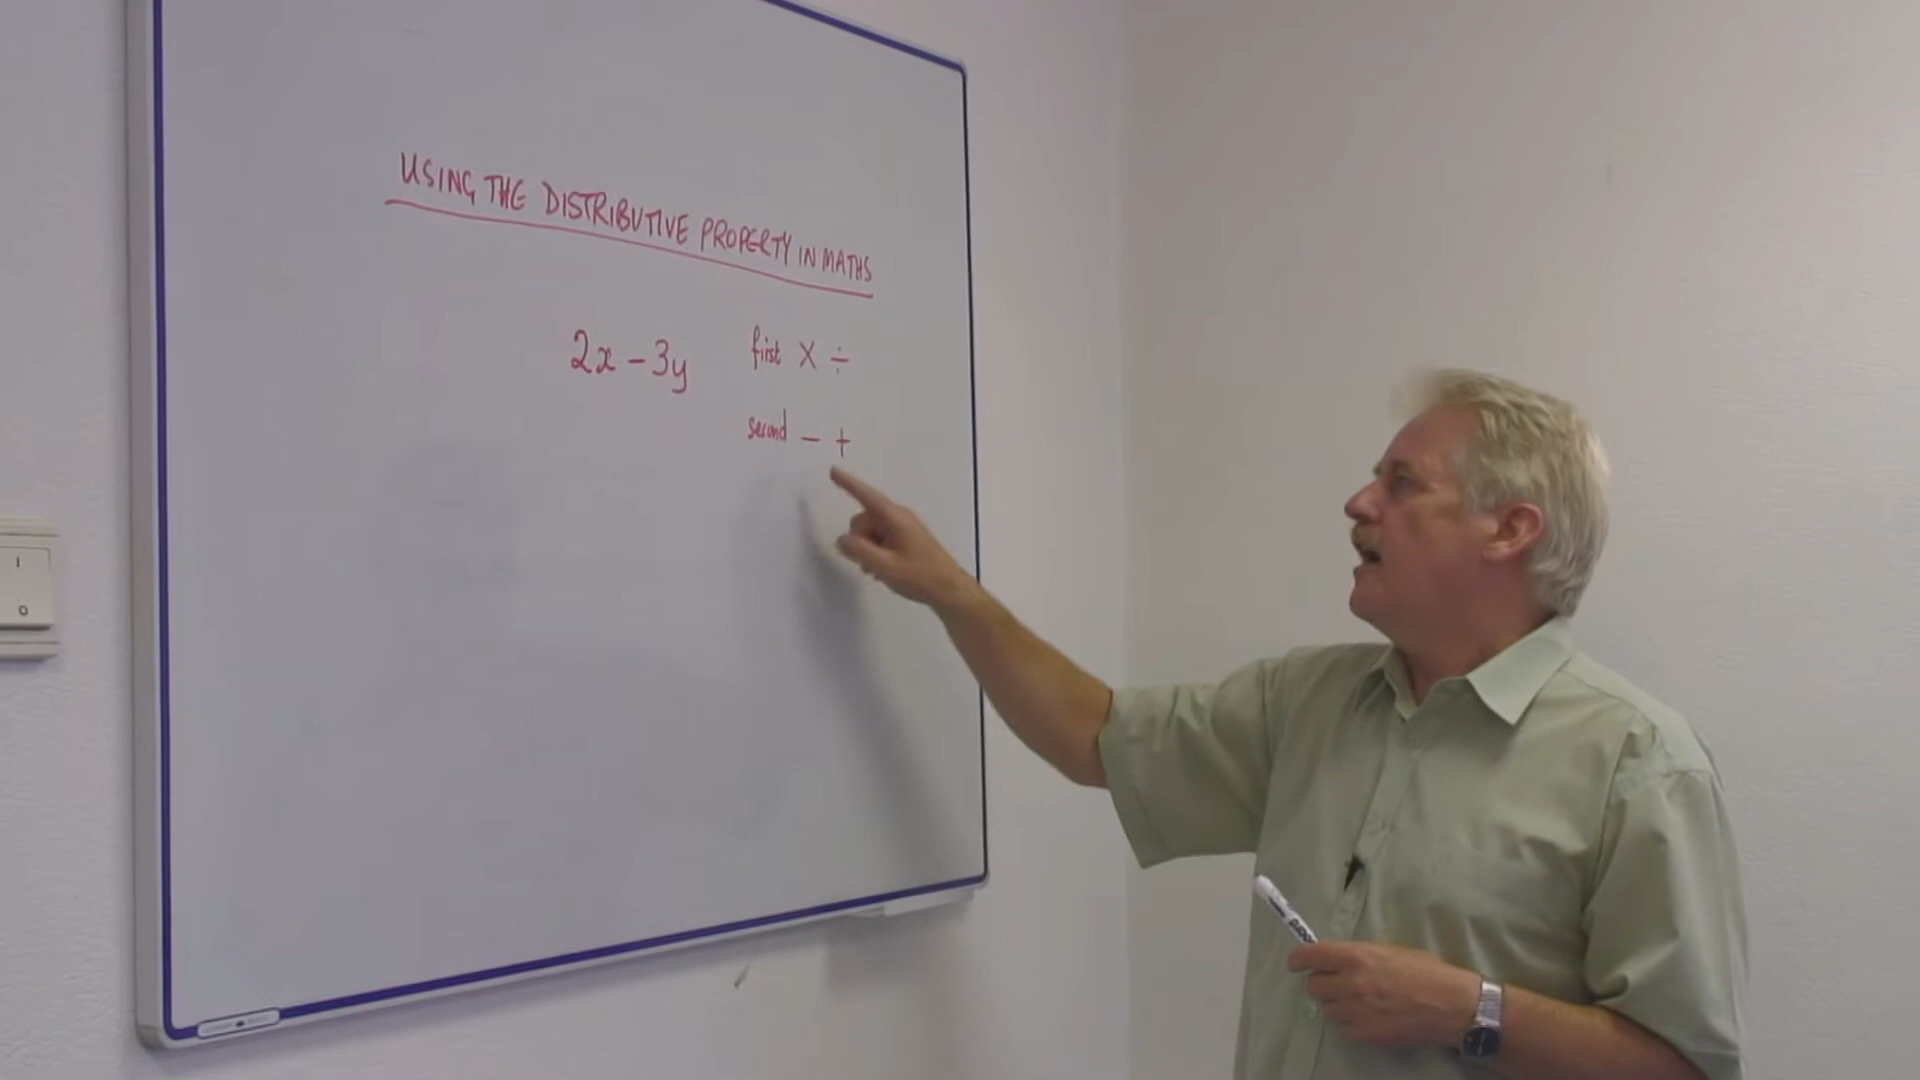 USING THE DISTRIBUTIVE PROPERTY IN MATHS
2x - 3y
first × ÷
second - +